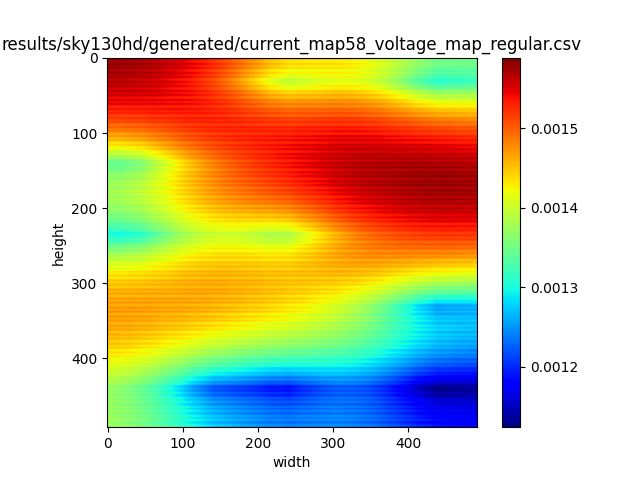 results/sky130hd/generated/current_map58_voltage_map_regular.csv
0
100
200
300
400
height
0 100 200 300 400
width
0.0015
0.0014
0.0013
0.0012